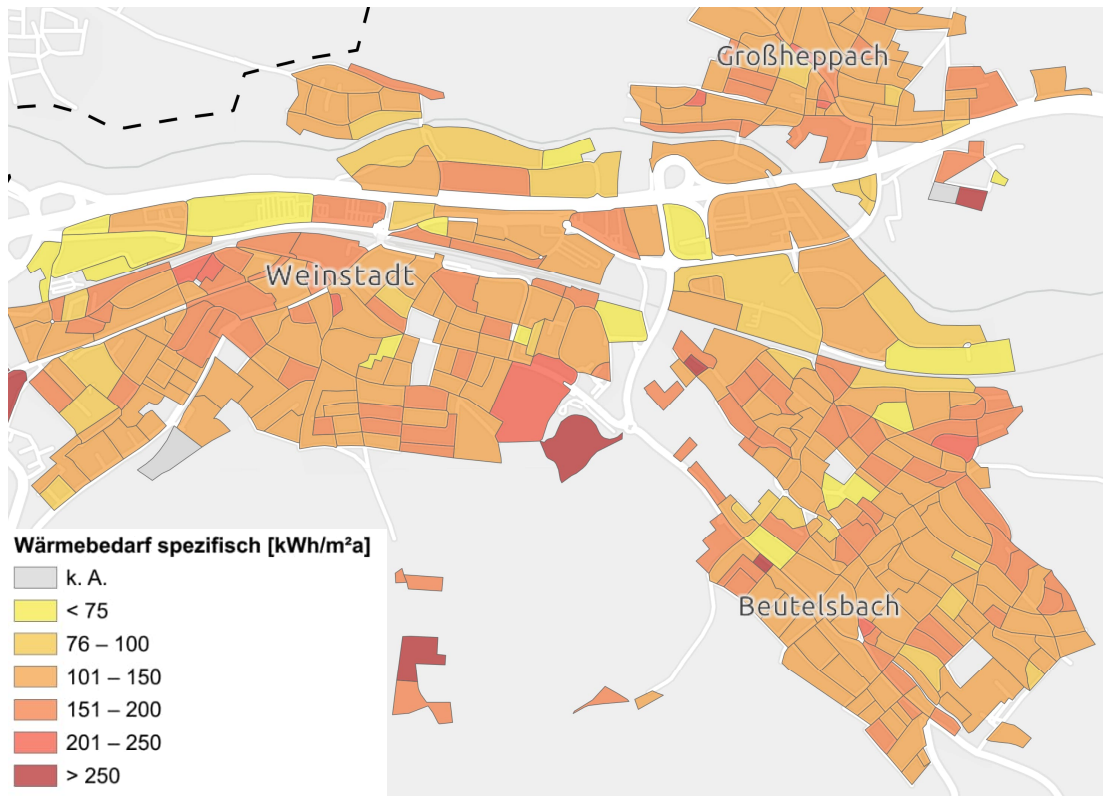 Großheppach
Weinstadt
Beutelsbach
Wärmebedarf spezifisch [kWh/m²a]
k. A.
< 75
76 – 100
101 – 150
151 – 200
201 – 250
> 250